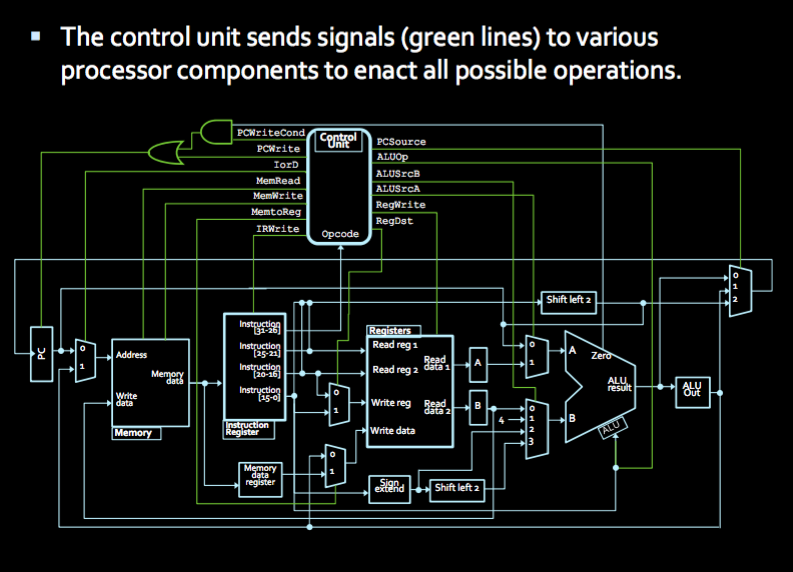 The control unit sends signals (green lines) to various
processor components to enact all possible operations.
PCWriteCond
PCWrite
IorD
MemRead
MemWrite
MemtoReg
IRWrite
Control
Unit
Opcode
PCSource
ALUOp
ALUSrcB
ALUSrcA
RegWrite
RegDst
0
1
2
Shift left 2
PC
0
1
Address
Memory
data
Write
data
Memory
Instruction
[31-26]
Instruction
[25-21]
Instruction
[20-16]
Instruction
[15-0]
Instruction
Register
Memory
data
register
0
1
0
1
Registers
Read reg 1
Read
data 1
Read reg 2
Write reg
Read
data 2
Write data
Sign
extend
Shift left 2
A
B
4
0
1
0
1
2
3
A
B
Zero
ALU
result
ALU
ALU
Out